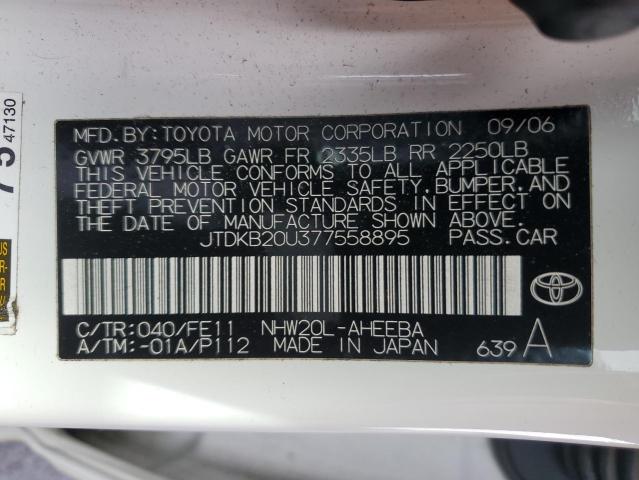 MFD. BY: TOYOTA MOTOR CORPORATION 09/06
GVWR 3795LB GAWR FR 2335LB RR 2250LB
THIS VEHICLE CONFORMS TO ALL APPLICABLE
FEDERAL MOTOR VEHICLE SAFETY, BUMPER, AND
THEFT PREVENTION STANDARDS IN EFFECT ON
THE DATE OF MANUFACTURE SHOWN ABOVE.
JTDKB20U377558895 PASS. CAR
TOYOTA
C/TR: 040/FE11 NHW20L-AHEEBA
A/TM: -01A/P112 MADE IN JAPAN 639 A
47130